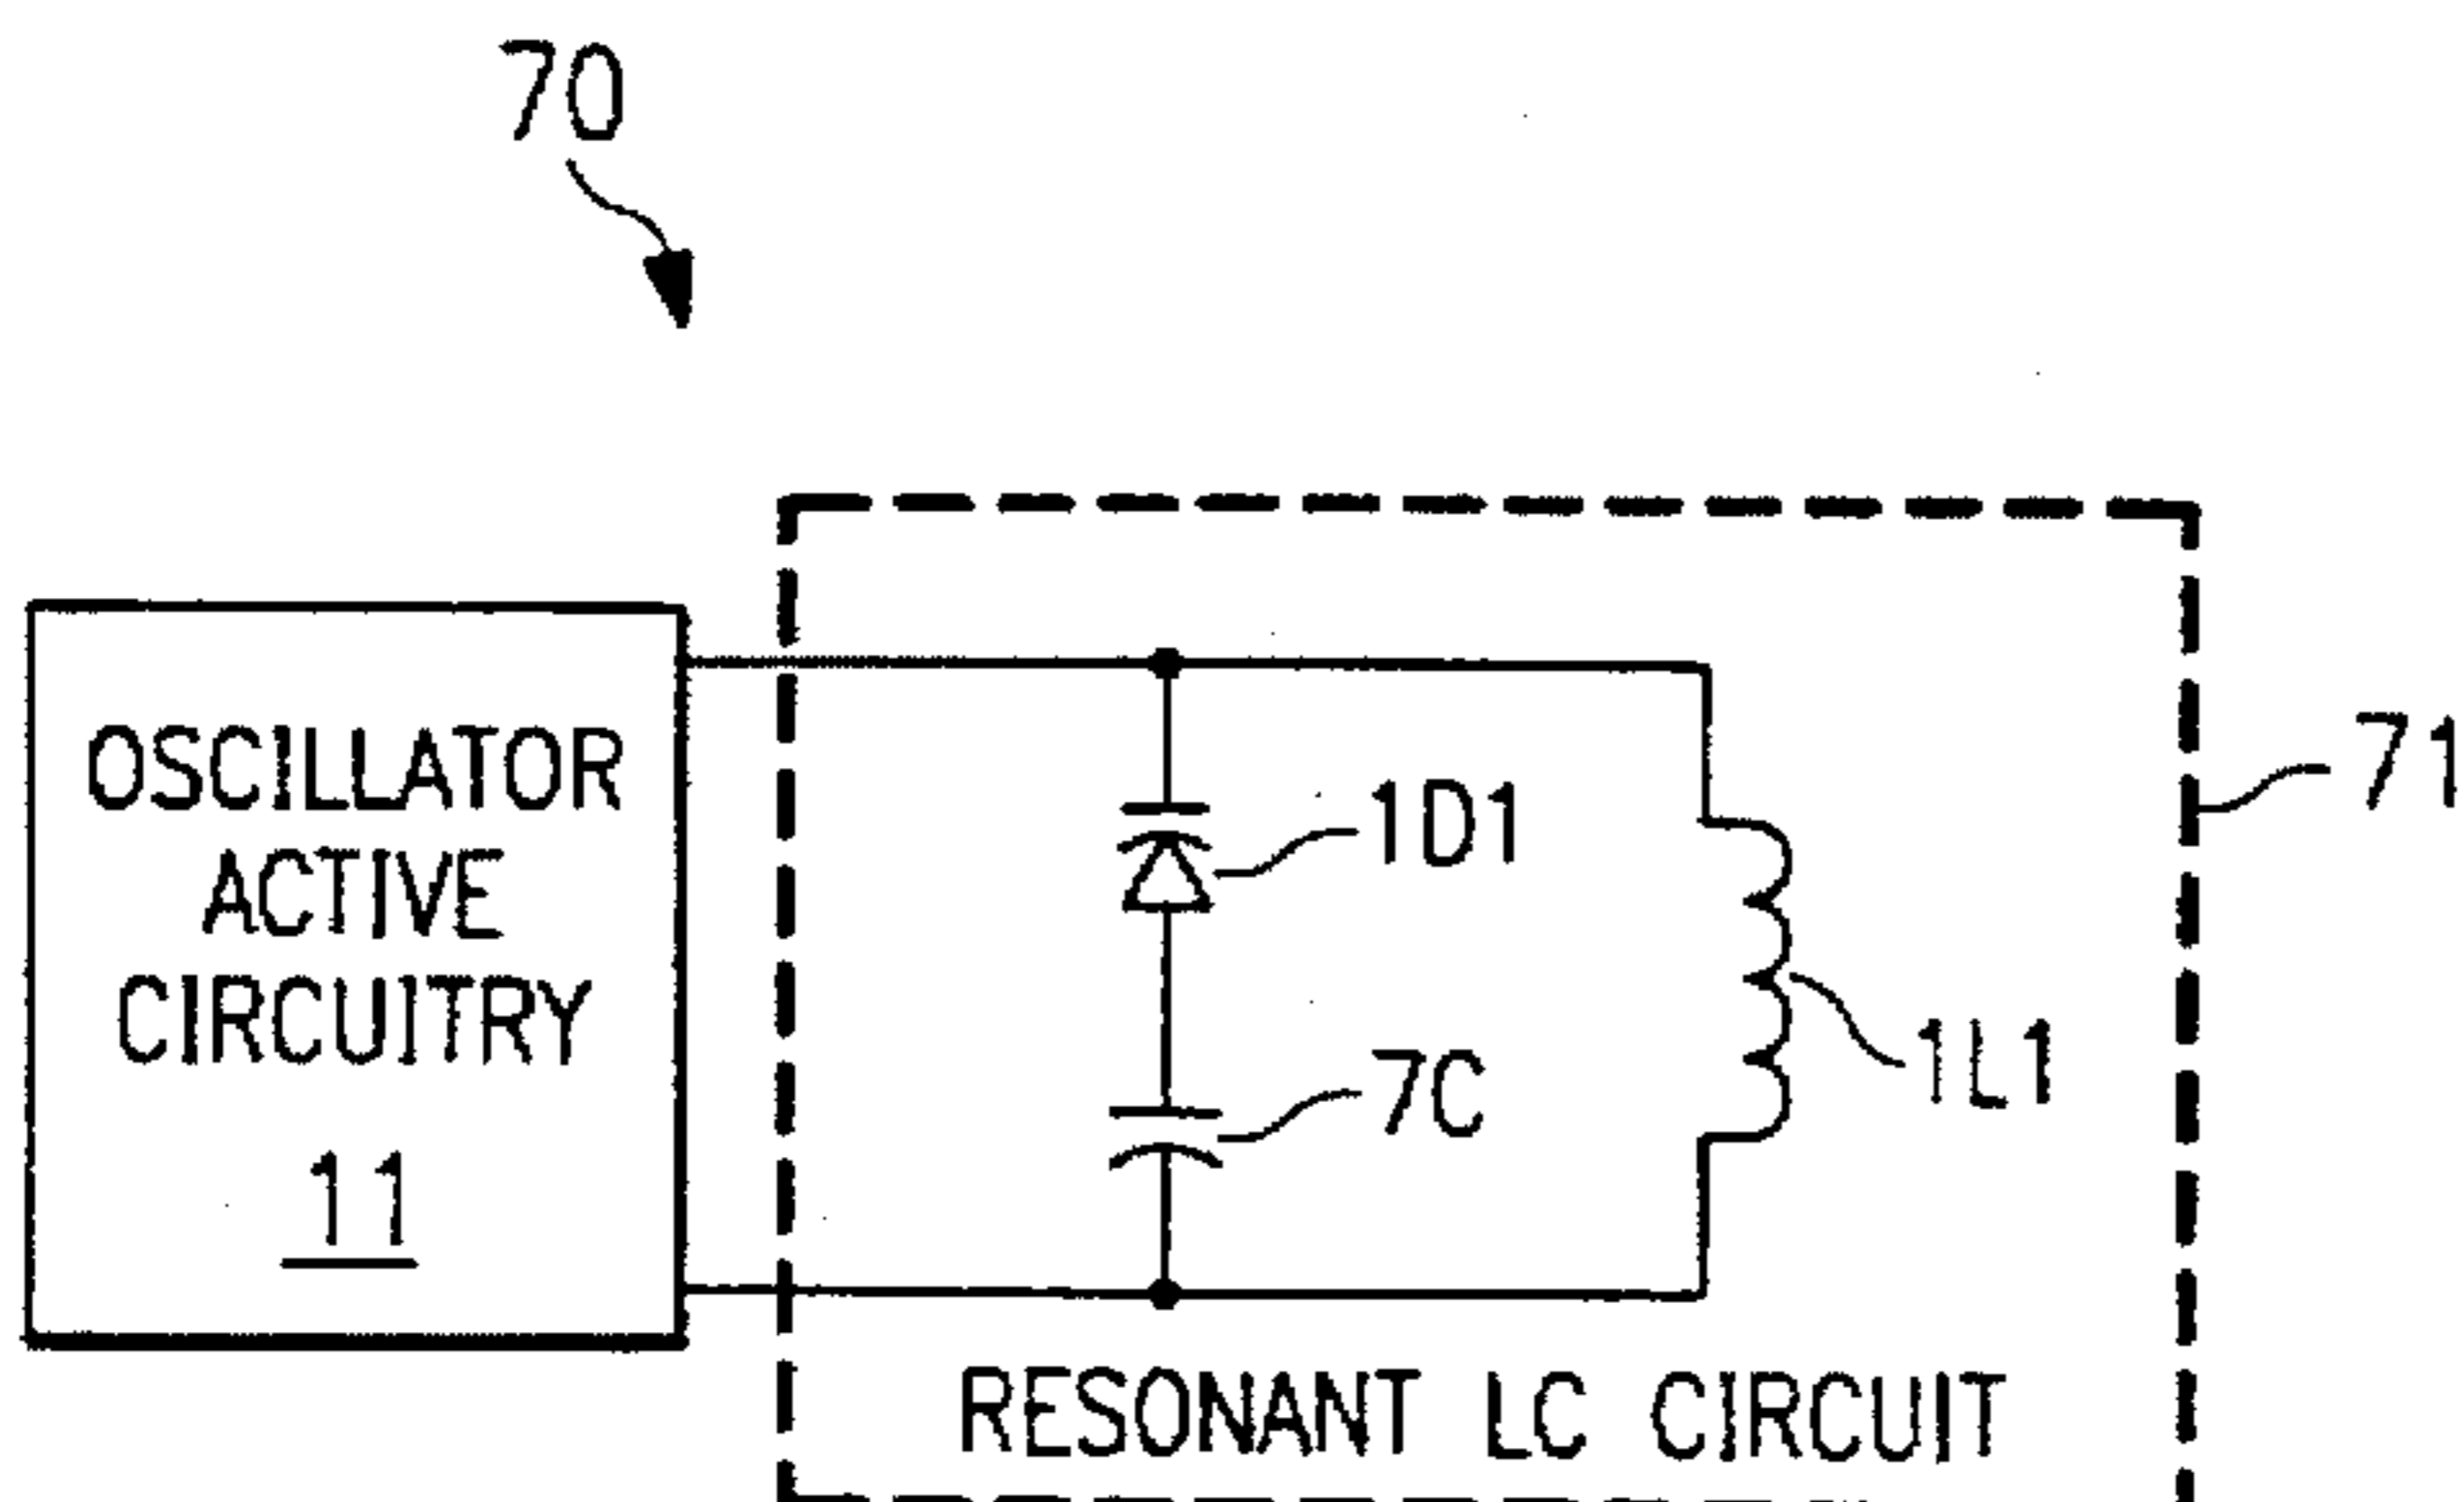 70
OSCILLATOR
ACTIVE
CIRCUITRY
11
1D1
7C
1L1
71
RESONANT LC CIRCUIT